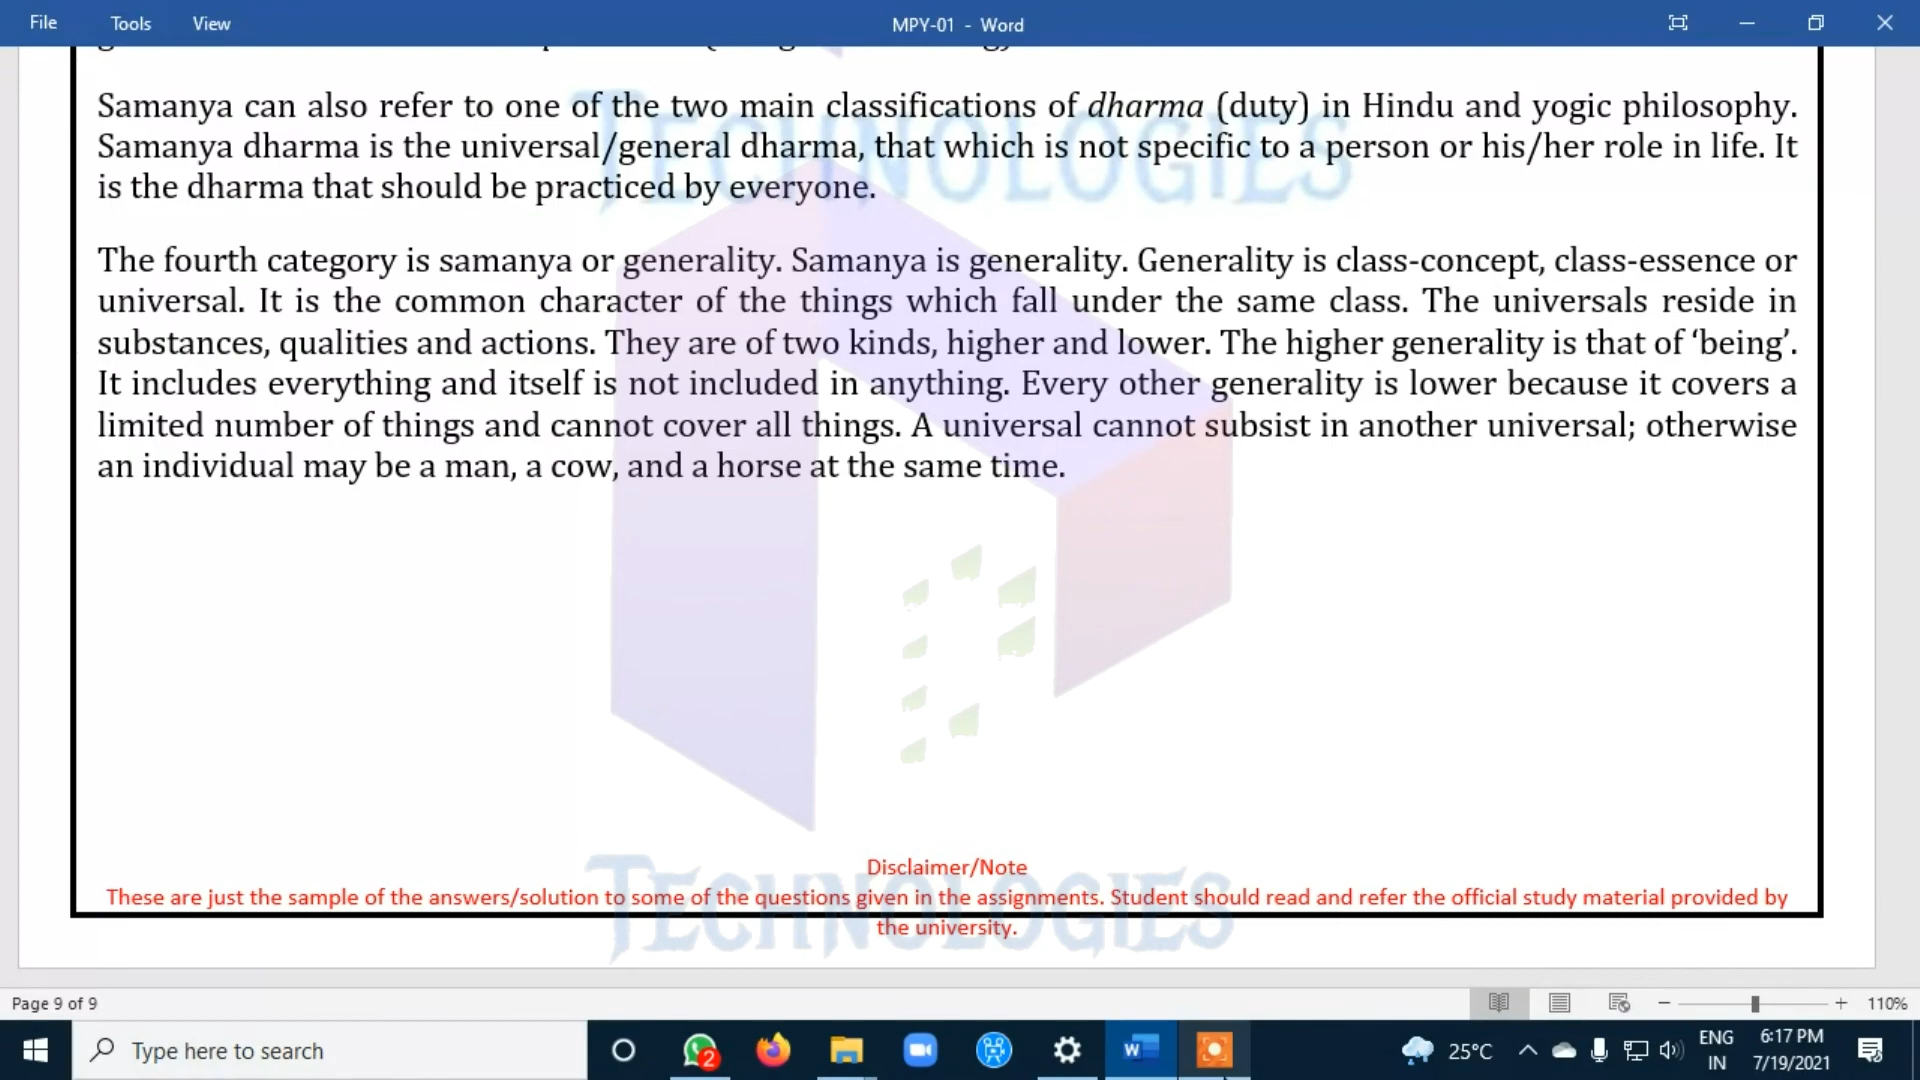 File
Tools
View
MPY-01 - Word
Samanya can also refer to one of the two main classifications of dharma (duty) in Hindu and yogic philosophy.
Samanya dharma is the universal/general dharma, that which is not specific to a person or his/her role in life. It
is the dharma that should be practiced by everyone.
The fourth category is samanya or generality. Samanya is generality. Generality is class-concept, class-essence or
universal. It is the common character of the things which fall under the same class. The universals reside in
substances, qualities and actions. They are of two kinds, higher and lower. The higher generality is that of ‘being’.
It includes everything and itself is not included in anything. Every other generality is lower because it covers a
limited number of things and cannot cover all things. A universal cannot subsist in another universal; otherwise
an individual may be a man, a cow, and a horse at the same time.
TECHNOLOGIES
Disclaimer/Note
These are just the sample of the answers/solution to some of the questions given in the assignments. Student should read and refer the official study material provided by
the university.
TECHNOLOGIES
Page 9 of 9
110%
Type here to search
2
25°C
ENG
IN
6:17 PM
7/19/2021